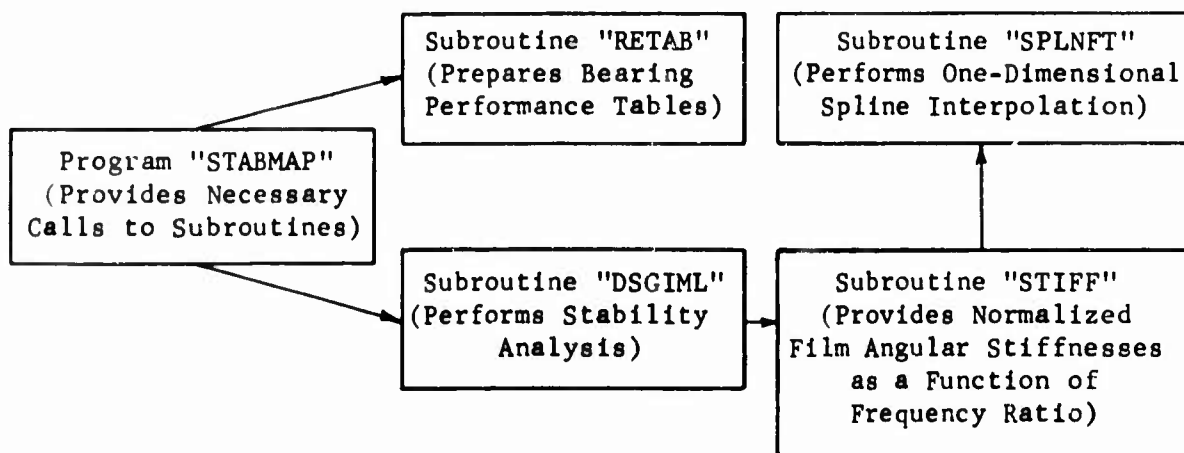 Program "STABMAP"
(Provides Necessary
Calls to Subroutines)
Subroutine "RETAB"
(Prepares Bearing
Performance Tables)
Subroutine "DSGIML"
(Performs Stability
Analysis)
Subroutine "STIFF"
(Provides Normalized
Film Angular Stiffnesses
as a Function of
Frequency Ratio)
Subroutine "SPLNFT"
(Performs One-Dimensional
Spline Interpolation)